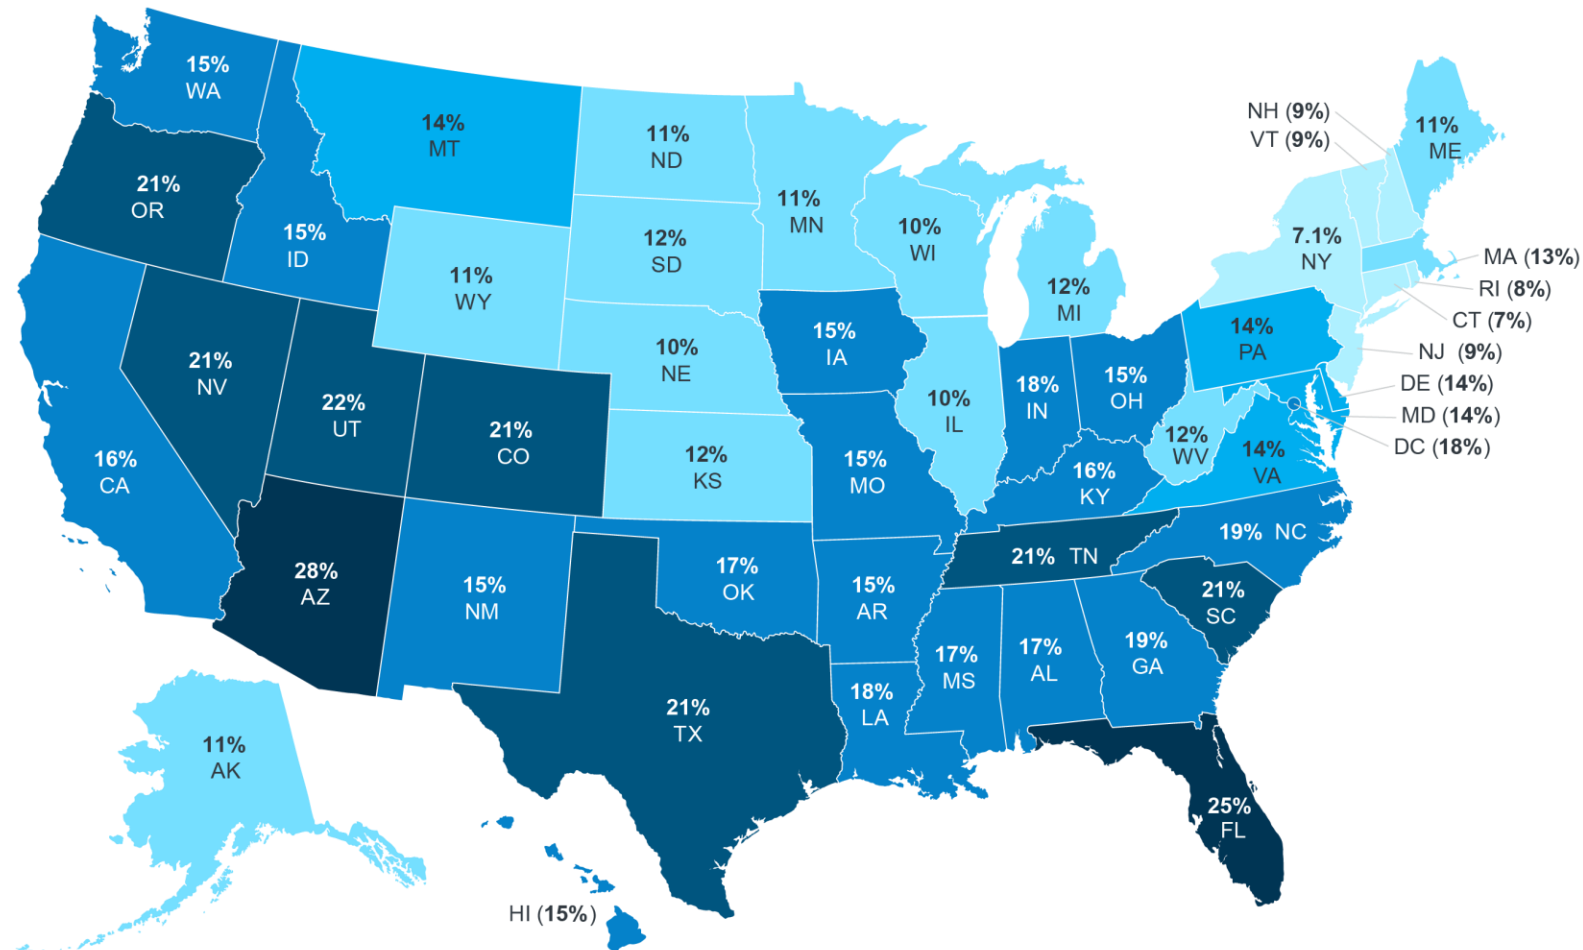 15%
WA
14%
MT
11%
ND
11%
MN
NH (9%)
VT (9%)
11%
ME
21%
OR
15%
ID
11%
WY
12%
SD
10%
WI
12%
MI
7.1%
NY
MA (13%)
RI (8%)
CT (7%)
NJ (9%)
DE (14%)
MD (14%)
DC (18%)
21%
NV
22%
UT
21%
CO
10%
NE
15%
IA
10%
IL
18%
IN
15%
OH
14%
PA
16%
CA
12%
KS
15%
MO
16%
KY
12%
WV
14%
VA
28%
AZ
15%
NM
17%
OK
15%
AR
21% TN
19% NC
21%
SC
21%
TX
18%
LA
17%
MS
17%
AL
19%
GA
25%
FL
11%
AK
HI (15%)